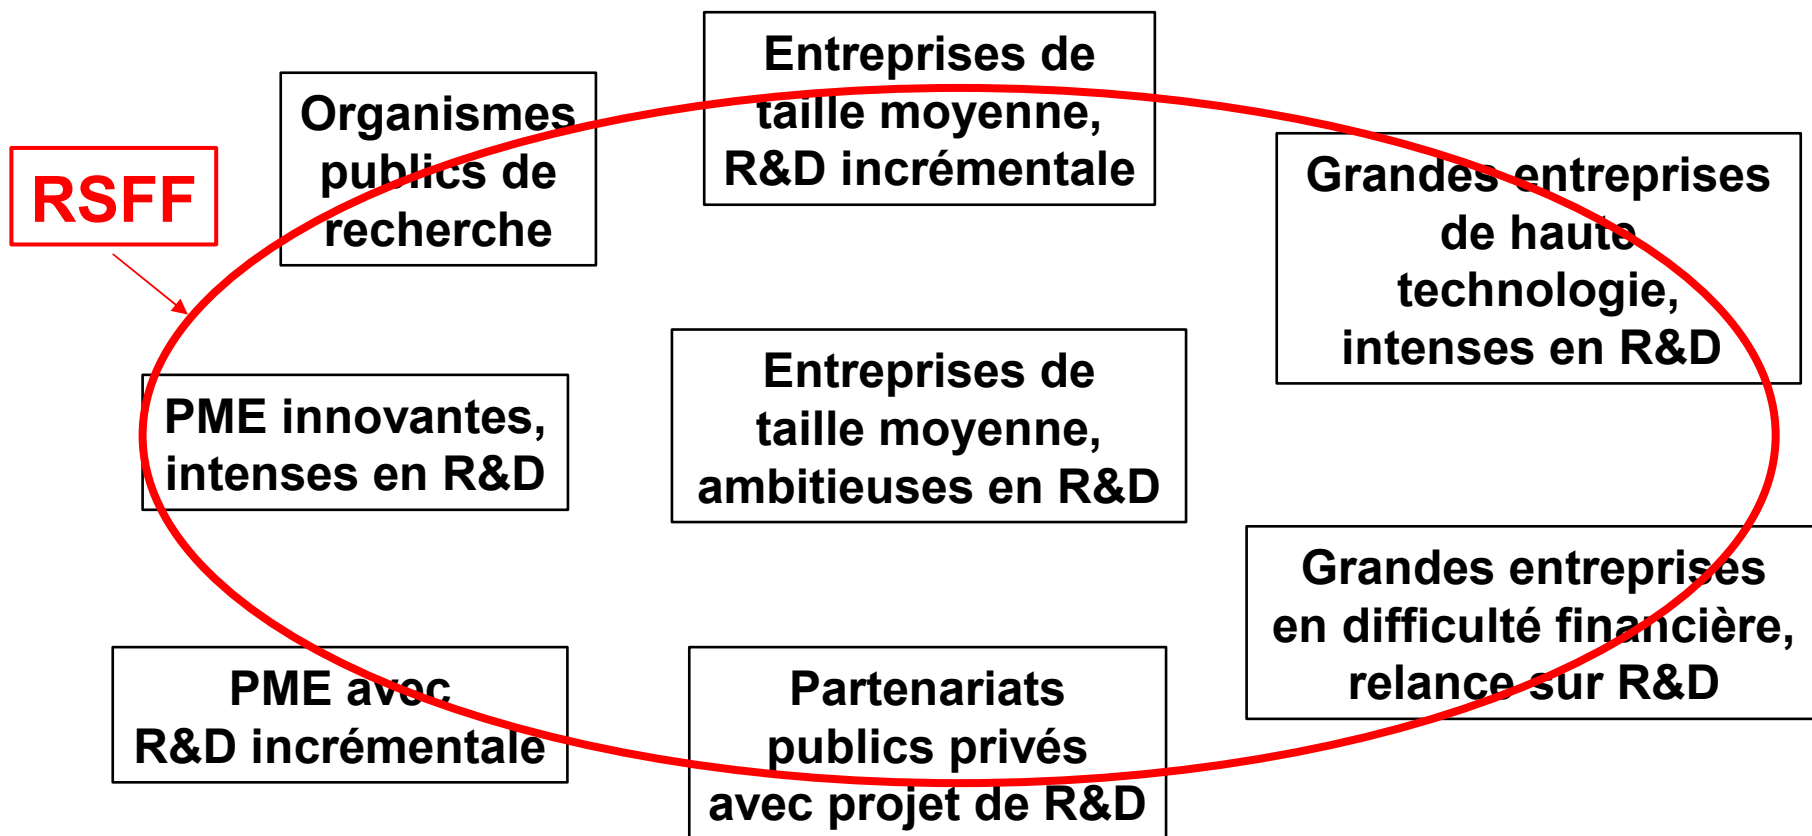 RSFF
Organismes
publics de
recherche
Entreprises de
taille moyenne,
R&D incrémentale
Grandes entreprises
de haute
technologie,
intenses en R&D
PME innovantes,
intenses en R&D
Entreprises de
taille moyenne,
ambitieuses en R&D
Grandes entreprises
en difficulté financière,
relance sur R&D
PME avec
R&D incrémentale
Partenariats
publics privés
avec projet de R&D